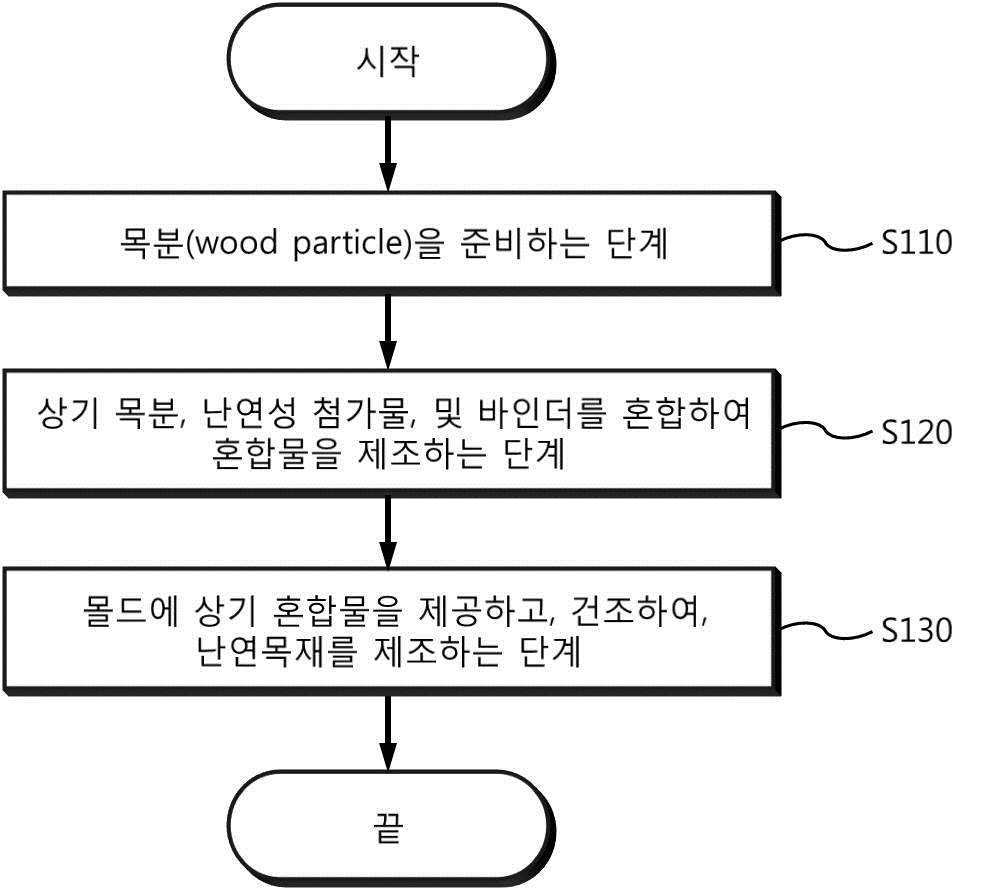 시작
목분(wood particle)을 준비하는 단계
S110
상기 목분, 난연성 첨가물, 및 바인더를 혼합하여
혼합물을 제조하는 단계
S120
몰드에 상기 혼합물을 제공하고, 건조하여,
난연목재를 제조하는 단계
S130
끝